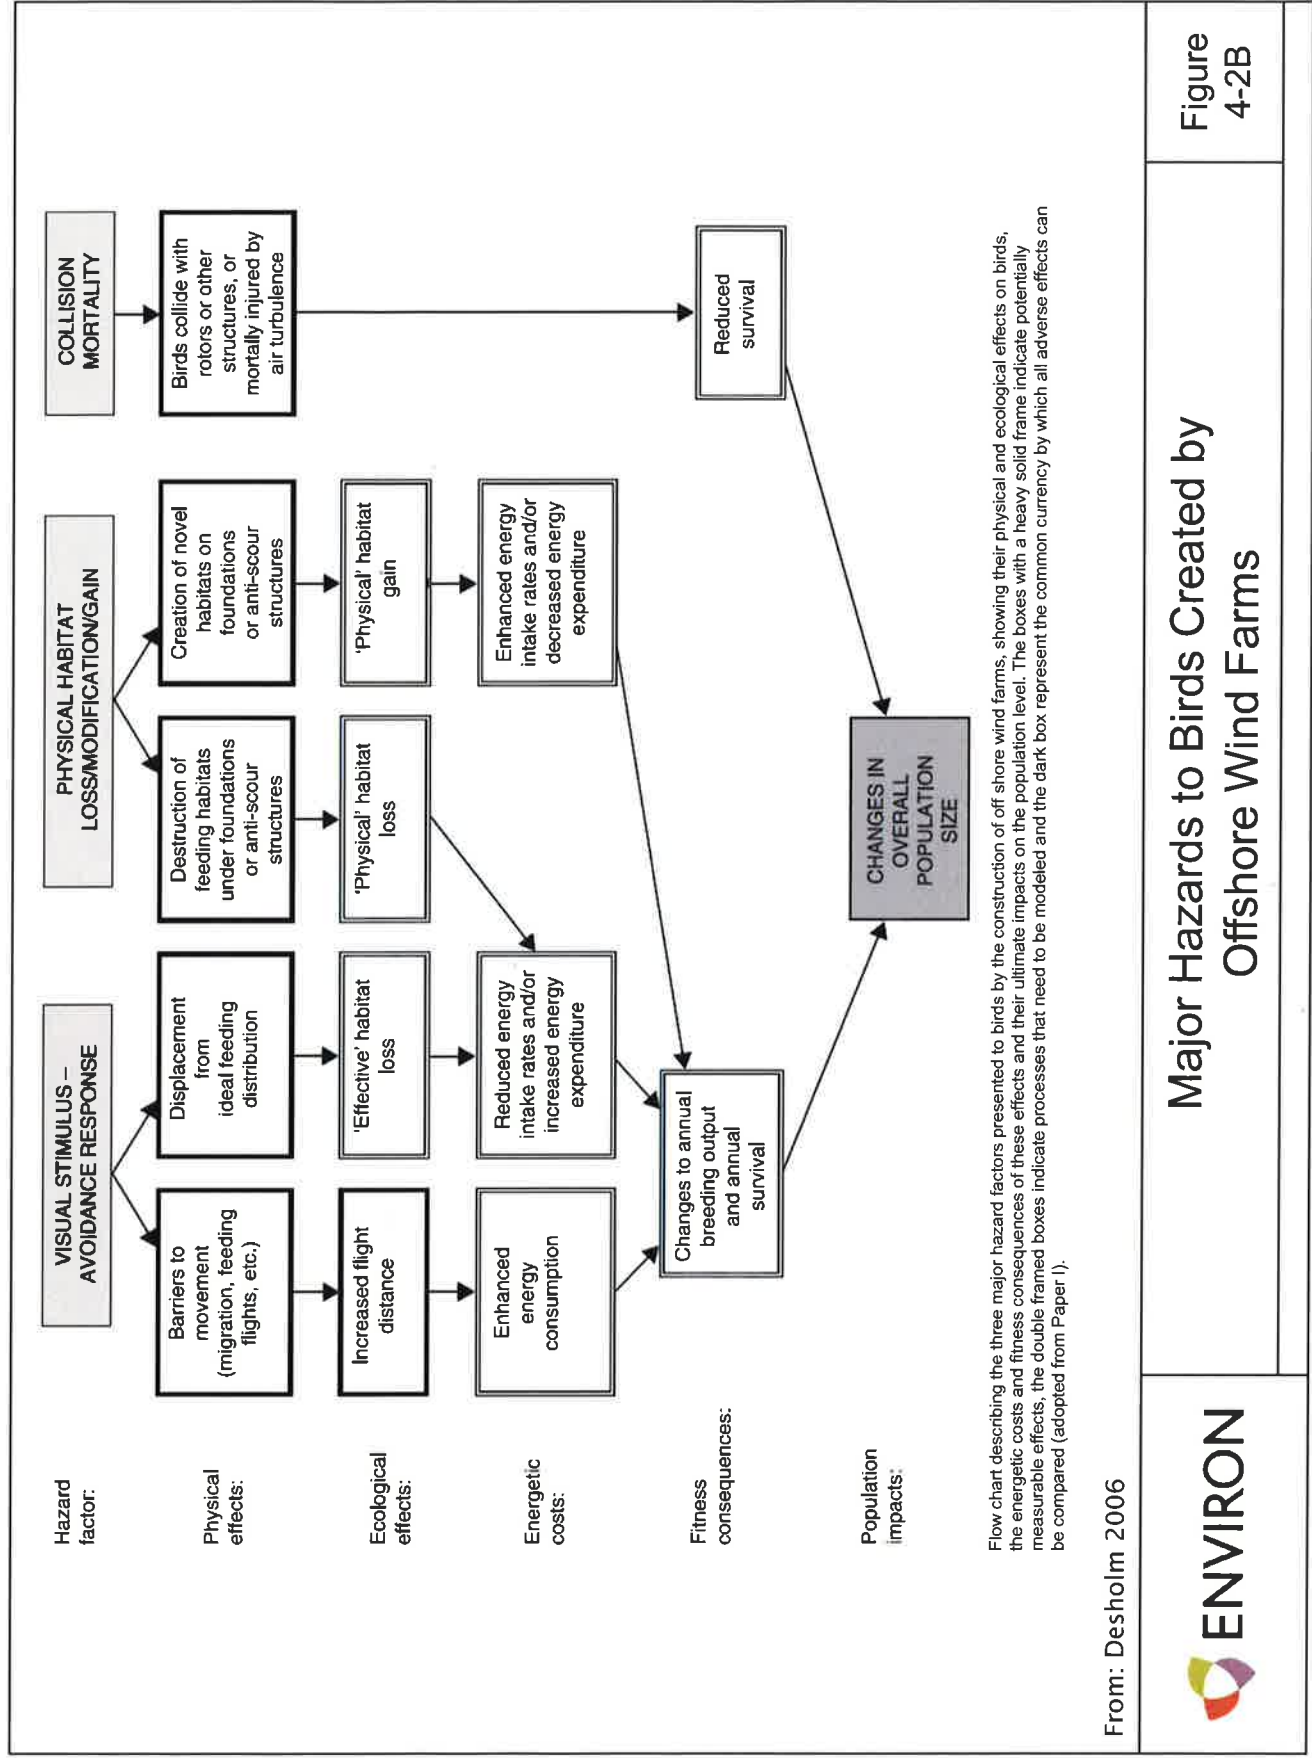 Hazard
factor:
VISUAL STIMULUS –
AVOIDANCE RESPONSE
PHYSICAL HABITAT
LOSS/MODIFICATION/GAIN
COLLISION
MORTALITY
Physical
effects:
Barriers to
movement
(migration, feeding
flights, etc.)
Displacement
from
ideal feeding
distribution
Destruction of
feeding habitats
under foundations
or anti-scour
structures
Creation of novel
habitats on
foundations
or anti-scour
structures
Birds collide with
rotors or other
structures, or
mortally injured by
air turbulence
Ecological
effects:
Increased flight
distance
'Effective' habitat
loss
'Physical' habitat
loss
'Physical' habitat
gain
Energetic
costs:
Enhanced
energy
consumption
Reduced energy
intake rates and/or
increased energy
expenditure
Enhanced energy
intake rates and/or
decreased energy
expenditure
Fitness
consequences:
Changes to annual
breeding output
and annual
survival
Reduced
survival
Population
impacts:
CHANGES IN
OVERALL
POPULATION
SIZE
Flow chart describing the three major hazard factors presented to birds by the construction of off shore wind farms, showing their physical and ecological effects on birds,
the energetic costs and fitness consequences of these effects and their ultimate impacts on the population level. The boxes with a heavy solid frame indicate potentially
measurable effects, the double framed boxes indicate processes that need to be modeled and the dark box represent the common currency by which all adverse effects can
be compared (adopted from Paper I).
From: Desholm 2006
ENVIRON
Major Hazards to Birds Created by
Offshore Wind Farms
Figure
4-2B